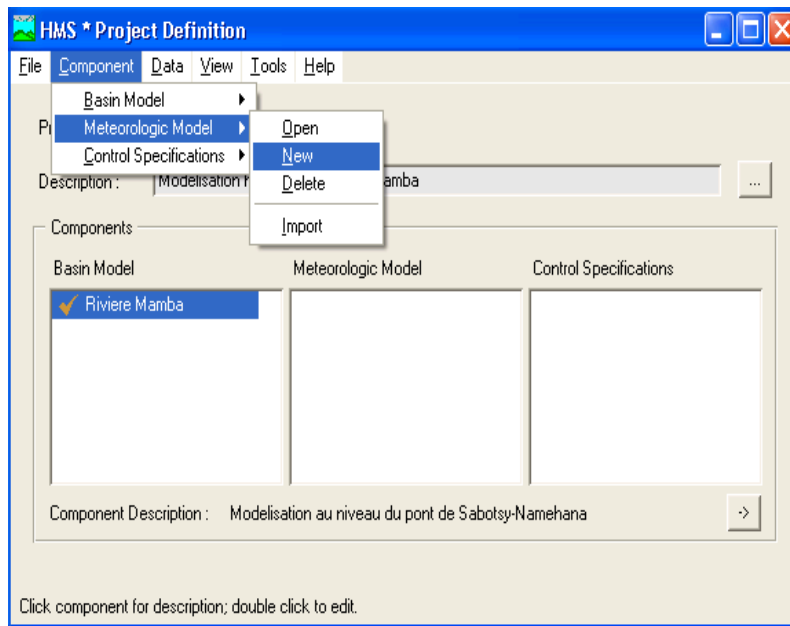 HMS * Project Definition
File Component Data View Tools Help
Basin Model
Meteorologic Model
Control Specifications
Open
New
Delete
Import
Description : Modelisation amba
...
Components
Basin Model Meteorologic Model Control Specifications
Riviere Mamba
Component Description : Modelisation au niveau du pont de Sabotsy-Namehana
->
Click component for description; double click to edit.